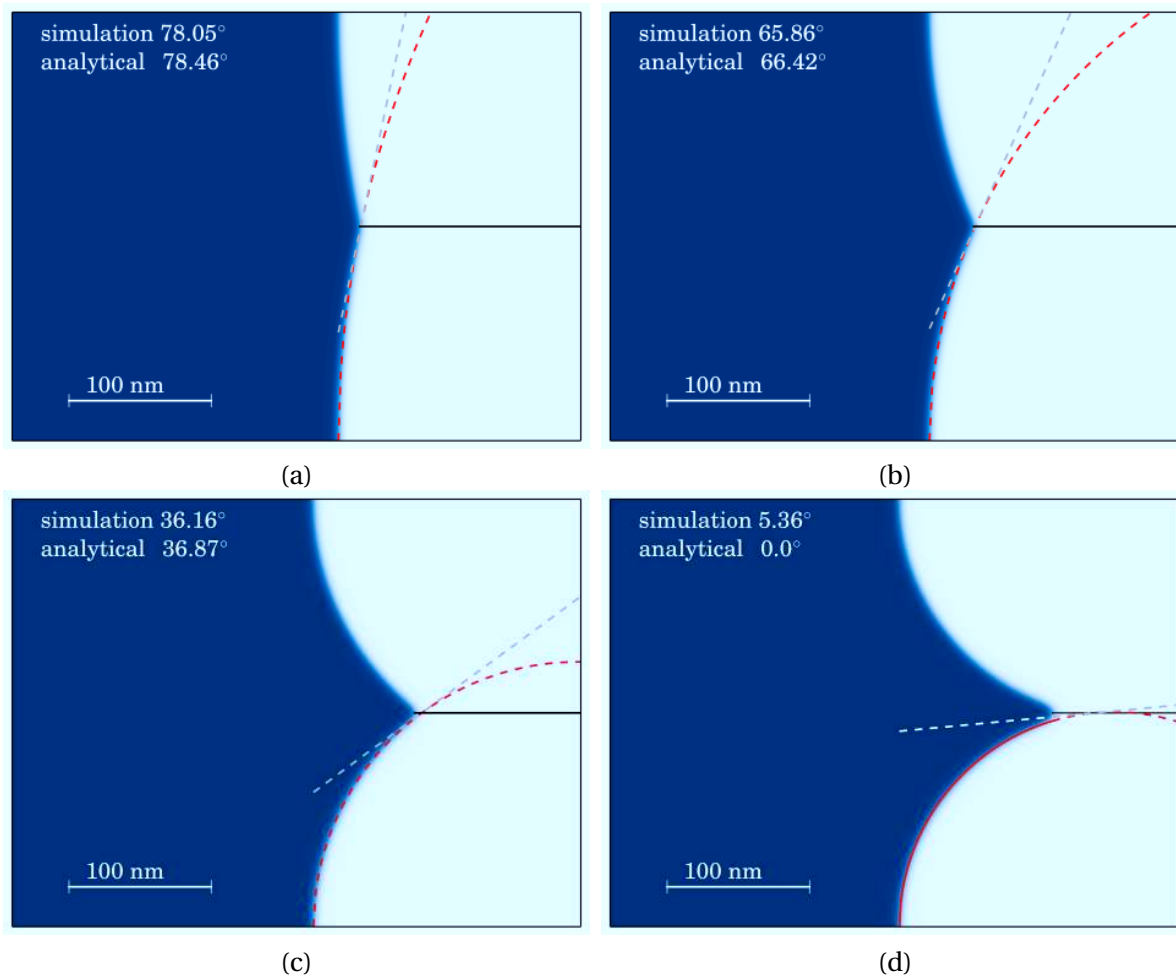 simulation 78.05°
analytical 78.46°
100 nm
(a)
simulation 65.86°
analytical 66.42°
100 nm
(b)
simulation 36.16°
analytical 36.87°
100 nm
(c)
simulation 5.36°
analytical 0.0°
100 nm
(d)